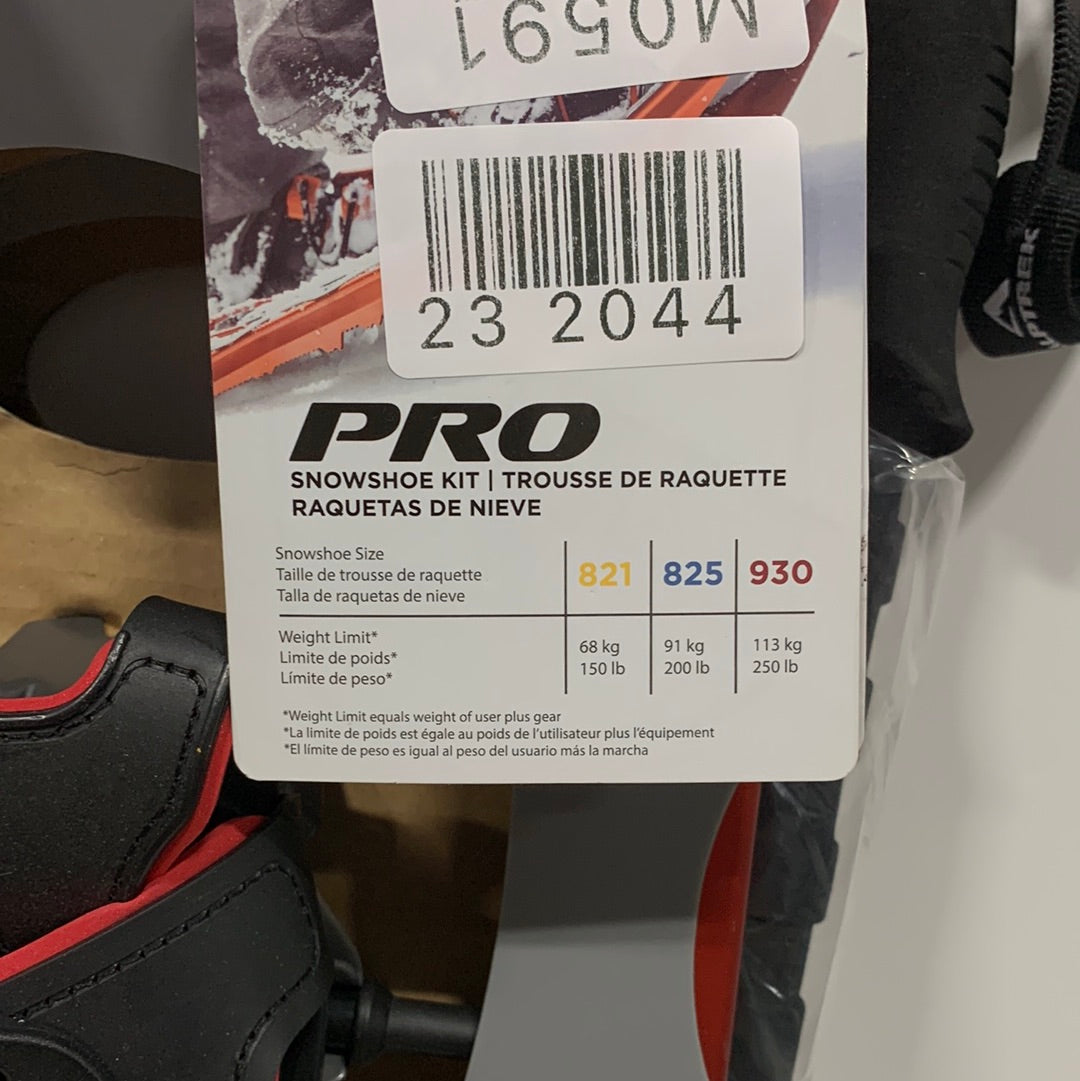 M0591
23 2044
PRO
SNOWSHOE KIT | TROUSSE DE RAQUETTE
RAQUETAS DE NIEVE
Snowshoe Size
Taille de trousse de raquette
Talla de raquetas de nieve
821 825 930
Weight Limit*
Limite de poids*
Límite de peso*
68 kg 91 kg 113 kg
150 lb 200 lb 250 lb
*Weight Limit equals weight of user plus gear
*La limite de poids est égale au poids de l'utilisateur plus l'équipement
*El límite de peso es igual al peso del usuario más la marcha